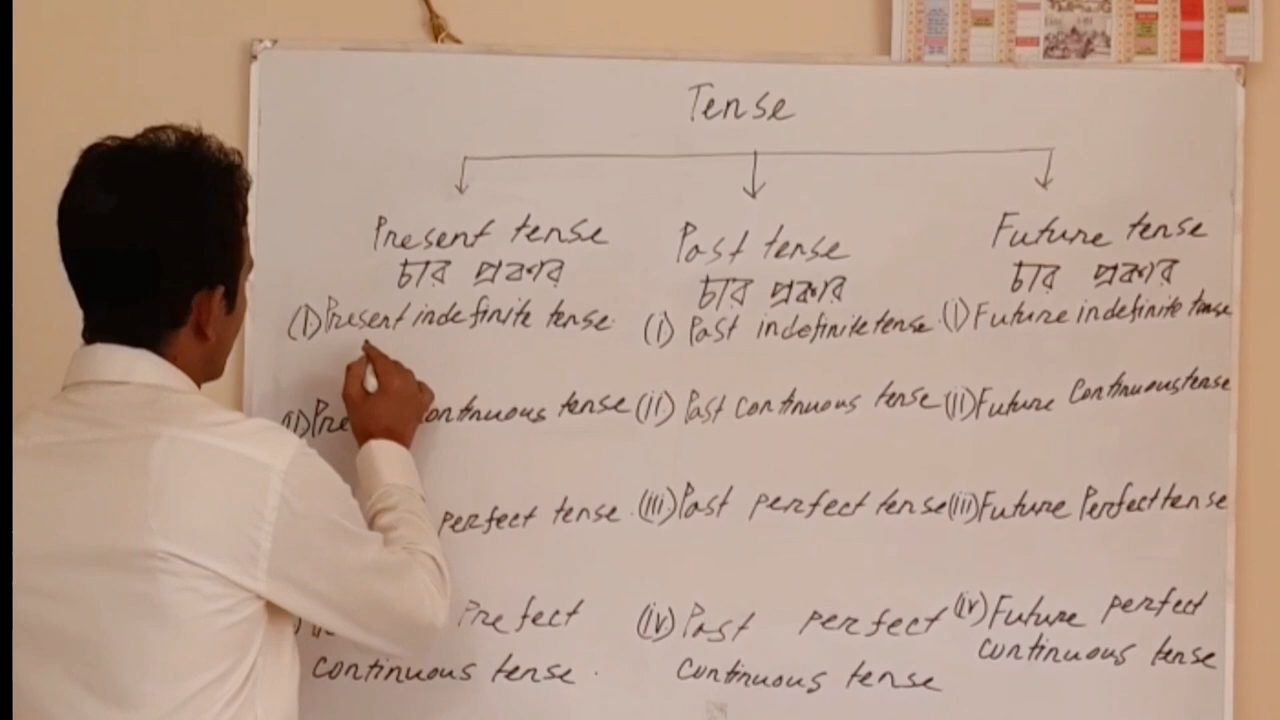 Tense
Present tense
চার প্রকার
(i) Present indefinite tense.
continuous tense
perfect tense.
Prefect
continuous tense.
Past tense
চার প্রকার
(i) Past indefinite tense.
(ii) Past continuous tense
(iii) Past perfect tense
(iv) Past perfect
continuous tense
Future tense
চার প্রকার
(i) Future indefinite tense
(ii) Future Continuous tense
(iii) Future Perfect tense
(iv) Future perfect
continuous tense